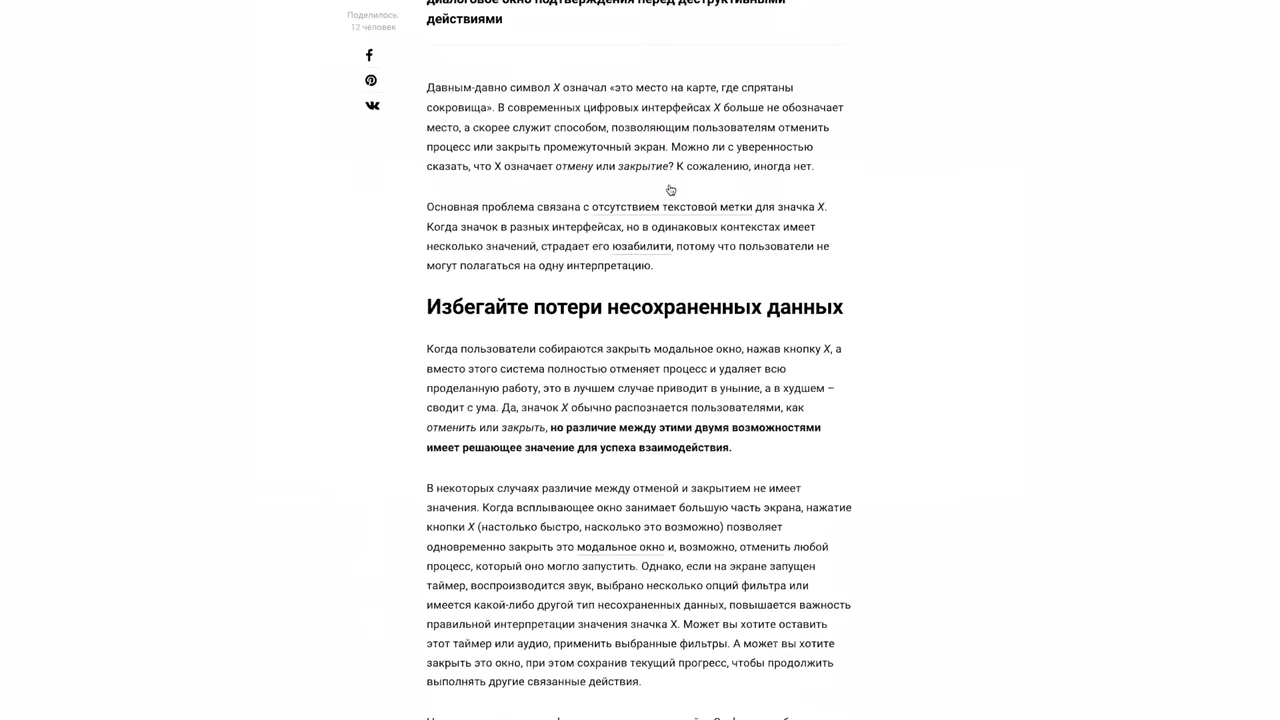 диалоговое окно подтверждения перед деструктивными
действиями
Поделилось:
12 человек
Давным-давно символ X означал «это место на карте, где спрятаны
сокровища». В современных цифровых интерфейсах X больше не обозначает
место, а скорее служит способом, позволяющим пользователям отменить
процесс или закрыть промежуточный экран. Можно ли с уверенностью
сказать, что X означает отмену или закрытие? К сожалению, иногда нет.
Основная проблема связана с отсутствием текстовой метки для значка X.
Когда значок в разных интерфейсах, но в одинаковых контекстах имеет
несколько значений, страдает его юзабилити, потому что пользователи не
могут полагаться на одну интерпретацию.
Избегайте потери несохраненных данных
Когда пользователи собираются закрыть модальное окно, нажав кнопку X, а
вместо этого система полностью отменяет процесс и удаляет всю
проделанную работу, это в лучшем случае приводит в уныние, а в худшем –
сводит с ума. Да, значок X обычно распознается пользователями, как
отменить или закрыть, но различие между этими двумя возможностями
имеет решающее значение для успеха взаимодействия.
В некоторых случаях различие между отменой и закрытием не имеет
значения. Когда всплывающее окно занимает большую часть экрана, нажатие
кнопки X (настолько быстро, насколько это возможно) позволяет
одновременно закрыть это модальное окно и, возможно, отменить любой
процесс, который оно могло запустить. Однако, если на экране запущен
таймер, воспроизводится звук, выбрано несколько опций фильтра или
имеется какой-либо другой тип несохраненных данных, повышается важность
правильной интерпретации значения значка X. Может вы хотите оставить
этот таймер или аудио, применить выбранные фильтры. А может вы хотите
закрыть это окно, при этом сохранив текущий прогресс, чтобы продолжить
выполнять другие связанные действия.